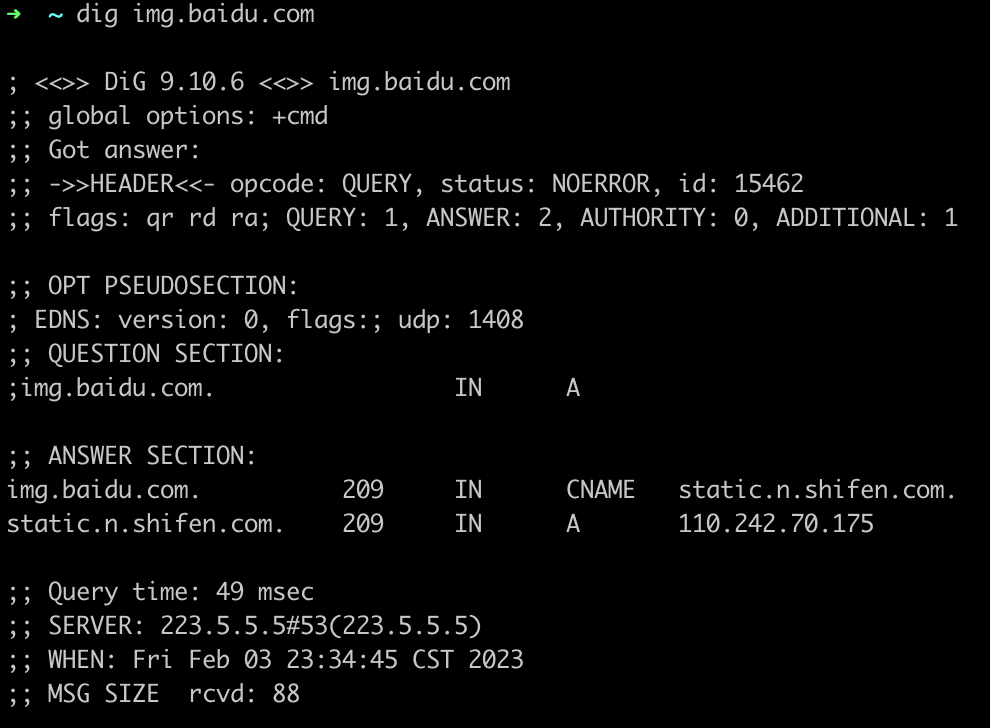 ➜  ~ dig img.baidu.com

; <<>> DiG 9.10.6 <<>> img.baidu.com
;; global options: +cmd
;; Got answer:
;; ->>HEADER<<- opcode: QUERY, status: NOERROR, id: 15462
;; flags: qr rd ra; QUERY: 1, ANSWER: 2, AUTHORITY: 0, ADDITIONAL: 1

;; OPT PSEUDOSECTION:
; EDNS: version: 0, flags:; udp: 1408
;; QUESTION SECTION:
;img.baidu.com.			IN	A

;; ANSWER SECTION:
img.baidu.com.		209	IN	CNAME	static.n.shifen.com.
static.n.shifen.com.	209	IN	A	110.242.70.175

;; Query time: 49 msec
;; SERVER: 223.5.5.5#53(223.5.5.5)
;; WHEN: Fri Feb 03 23:34:45 CST 2023
;; MSG SIZE  rcvd: 88